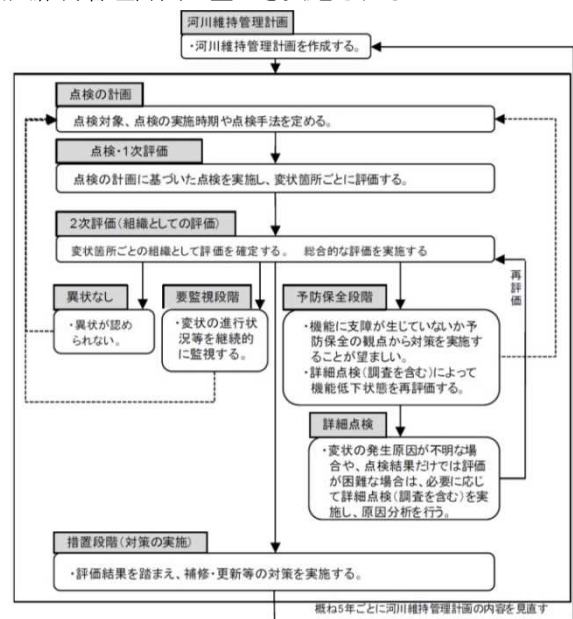 河川維持管理計画
・河川維持管理計画を作成する。
点検の計画
点検対象、点検の実施時期や点検手法を定める。
点検・1次評価
点検の計画に基づいた点検を実施し、変状箇所ごとに評価する。
2次評価(組織としての評価)
変状箇所ごとの組織として評価を確定する。 総合的な評価を実施する
異状なし
・異状が認め
られない。
要監視段階
・変状の進行状
況等を継続的
に監視する。
予防保全段階
・機能に支障が生じていないか予
防保全の観点から対策を実施す
ることが望ましい。
・詳細点検(調査を含む)によって
機能低下状態を再評価する。
再評価
詳細点検
・変状の発生原因が不明な場
合や、点検結果だけでは評価
が困難な場合は、必要に応じ
て詳細点検(調査を含む)を実
施し、原因分析を行う。
措置段階(対策の実施)
・評価結果を踏まえ、補修・更新等の対策を実施する。
概ね5年ごとに河川維持管理計画の内容を見直す